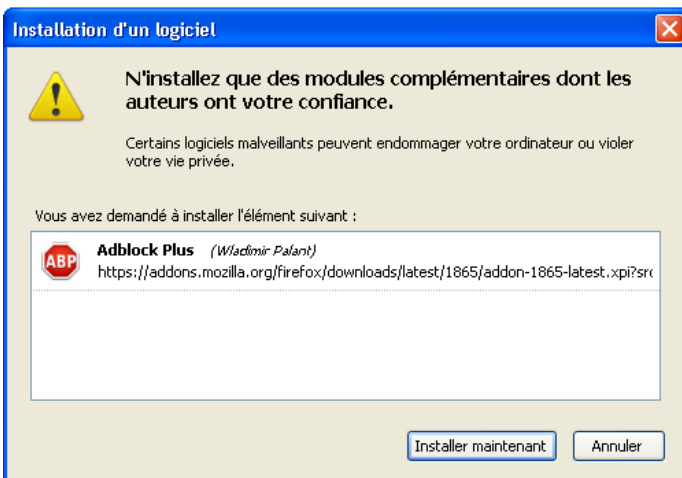 Installation d'un logiciel
N'installez que des modules complémentaires dont les
auteurs ont votre confiance.
Certains logiciels malveillants peuvent endommager votre ordinateur ou violer
votre vie privée.
Vous avez demandé à installer l'élément suivant :
ABP
Adblock Plus (Wladimir Palant)
https://addons.mozilla.org/firefox/downloads/latest/1865/addon-1865-latest.xpi?src
Installer maintenant
Annuler